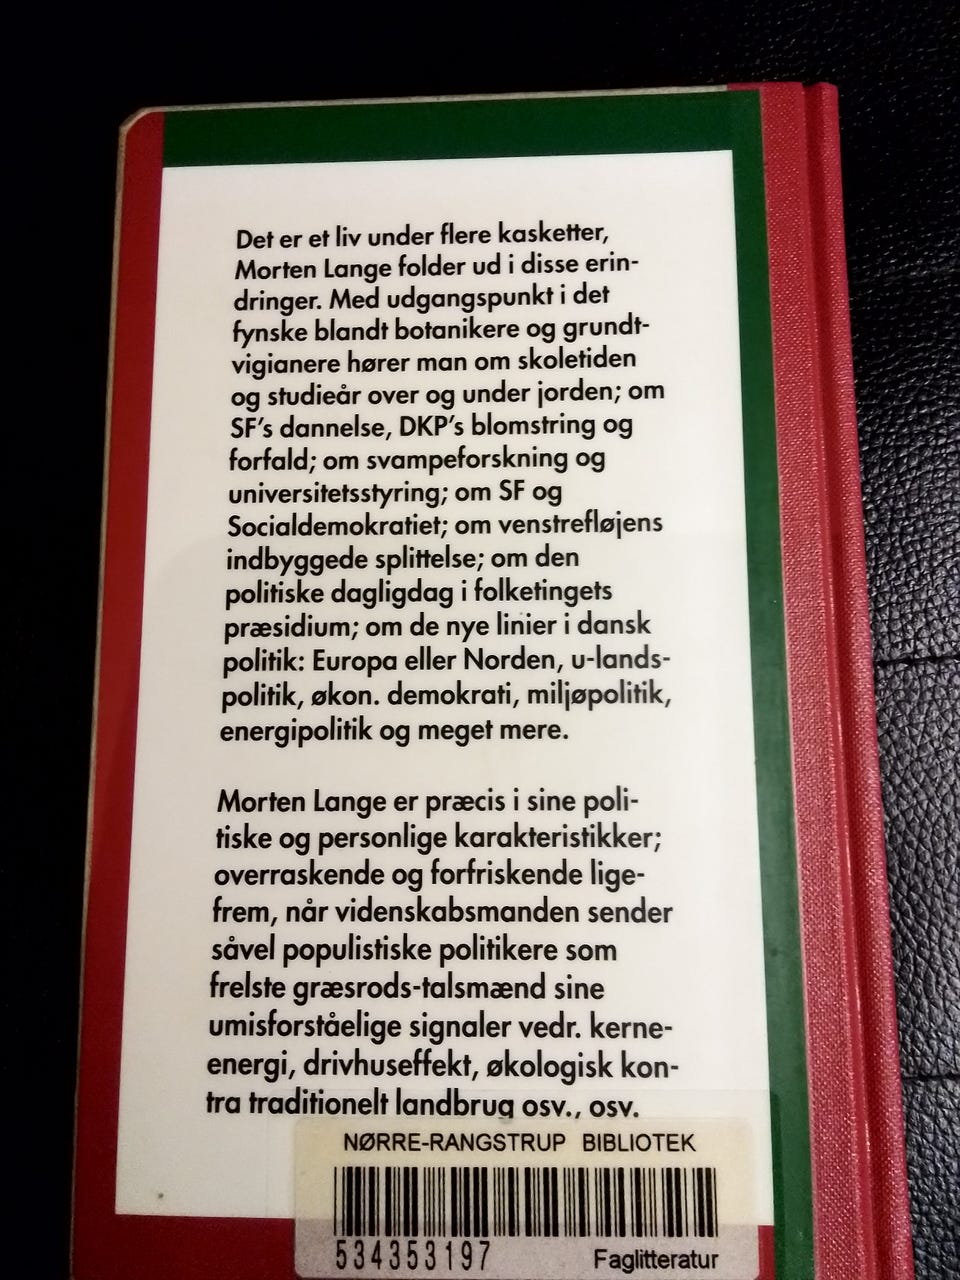 Det er et liv under flere kasketter,
Morten Lange folder ud i disse erin-
dringer. Med udgangspunkt i det
fynske blandt botanikere og grundt-
vigianere hører man om skoletiden
og studieår over og under jorden; om
SF's dannelse, DKP's blomstring og
forfald; om svampeforskning og
universitetsstyring; om SF og
Socialdemokratiet; om venstrefløjens
indbyggede splittelse; om den
politiske dagligdag i folketingets
præsidium; om de nye linier i dansk
politik: Europa eller Norden, u-lands-
politik, økon. demokrati, miljøpolitik,
energipolitik og meget mere.
Morten Lange er præcis i sine poli-
tiske og personlige karakteristikker;
overraskende og forfriskende lige-
frem, når videnskabsmanden sender
såvel populistiske politikere som
frelste græsrods-talsmænd sine
umisforståelige signaler vedr. kerne-
energi, drivhuseffekt, økologisk kon-
tra traditionelt landbrug osv., osv.
NØRRE-RANGSTRUP BIBLIOTEK
534353197 Faglitteratur